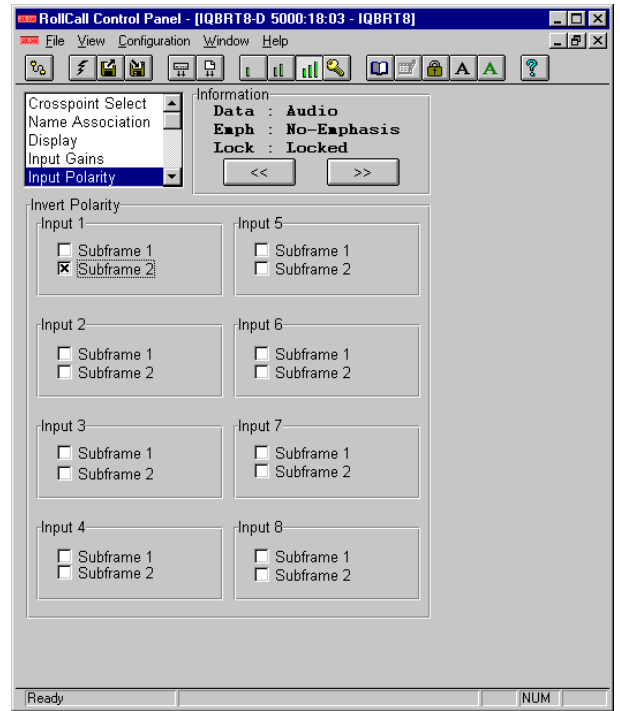 RollCall Control Panel - [IQBRT8-D 5000:18:03 - IQBRT8]
File View Configuration Window Help
A A ?
Crosspoint Select
Name Association
Display
Input Gains
Input Polarity
Information
Data : Audio
Emph : No-Emphasis
Lock : Locked
<< >>
Invert Polarity
Input 1
Subframe 1
Subframe 2
Input 5
Subframe 1
Subframe 2
Input 2
Subframe 1
Subframe 2
Input 6
Subframe 1
Subframe 2
Input 3
Subframe 1
Subframe 2
Input 7
Subframe 1
Subframe 2
Input 4
Subframe 1
Subframe 2
Input 8
Subframe 1
Subframe 2
Ready NUM